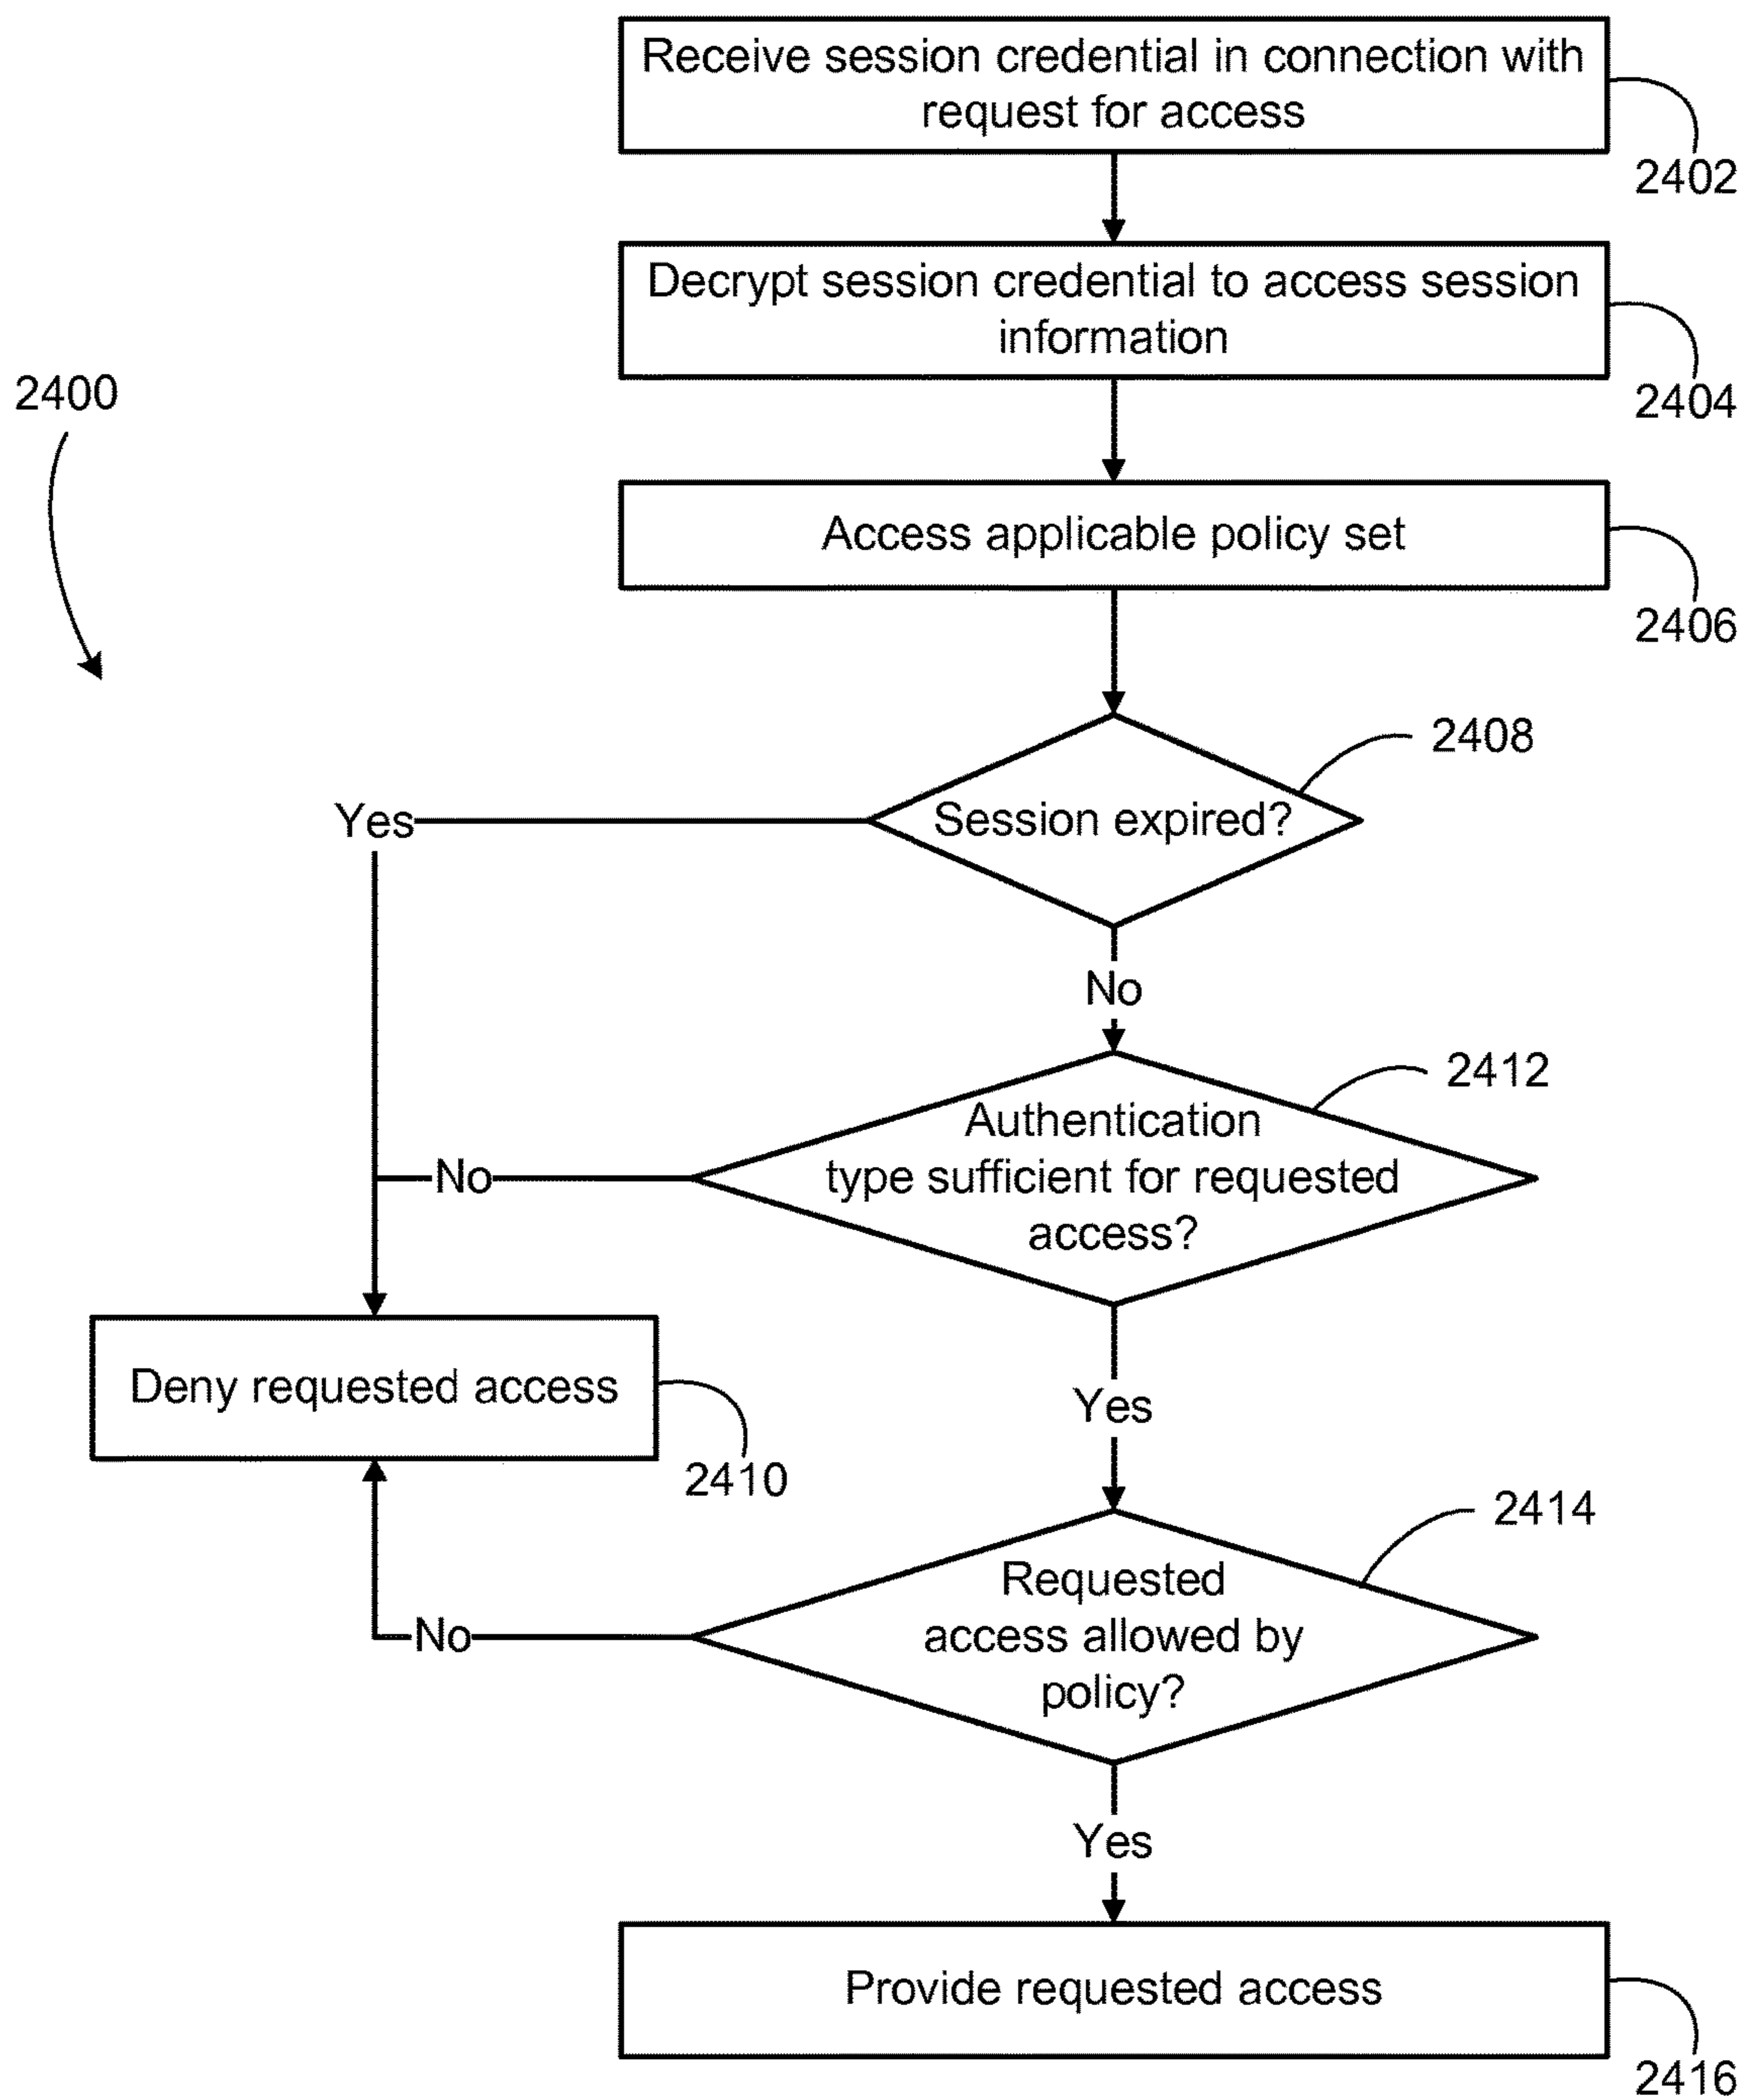 Receive session credential in connection with
request for access
2402
Decrypt session credential to access session
information
2404
2400
Access applicable policy set
2406
2408
Session expired?
Yes
No
2412
Authentication
type sufficient for requested
access?
No
Deny requested access
2410
Yes
2414
Requested
access allowed by
policy?
No
Yes
Provide requested access
2416